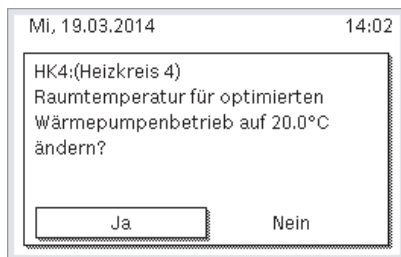 Mi, 19.03.2014 14:02
HK4:(Heizkreis 4)
Raumtemperatur für optimierten
Wärmepumpenbetrieb auf 20.0°C
ändern?
Ja Nein